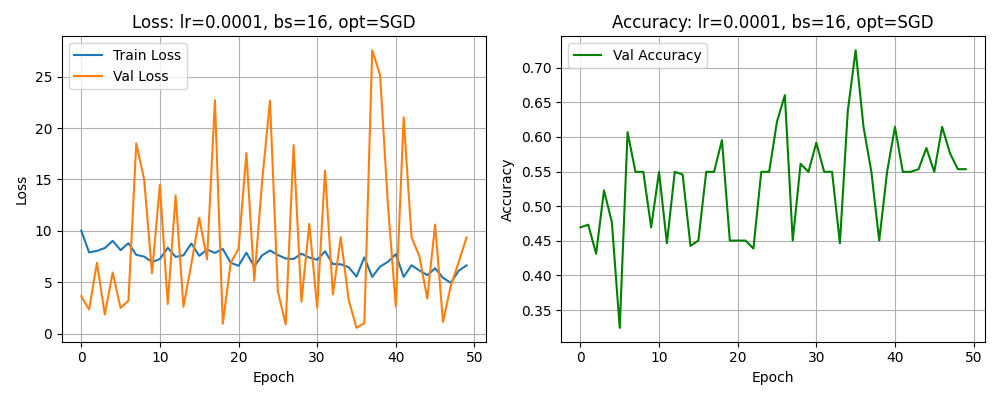 Loss: lr=0.0001, bs=16, opt=SGD
Train Loss
Val Loss
25
20
15
10
5
0
Loss
0 10 20 30 40 50
Epoch
Accuracy: lr=0.0001, bs=16, opt=SGD
Val Accuracy
0.70
0.65
0.60
0.55
0.50
0.45
0.40
0.35
Accuracy
0 10 20 30 40 50
Epoch